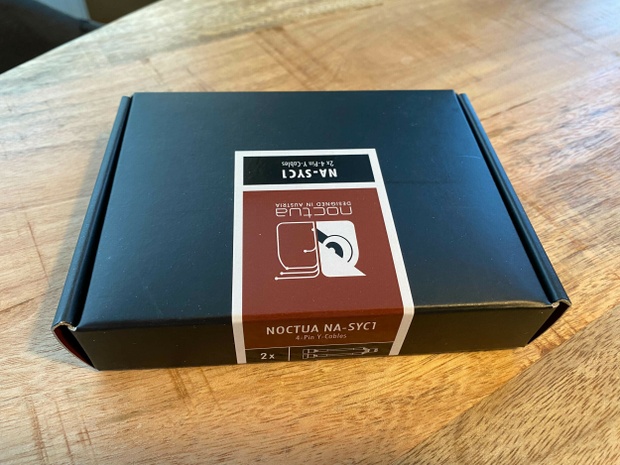 NA-SYC1
2x 4-Pin Y-Cables
noctua
DESIGNED IN AUSTRIA
NOCTUA NA-SYC1
4-Pin Y-Cables
2x